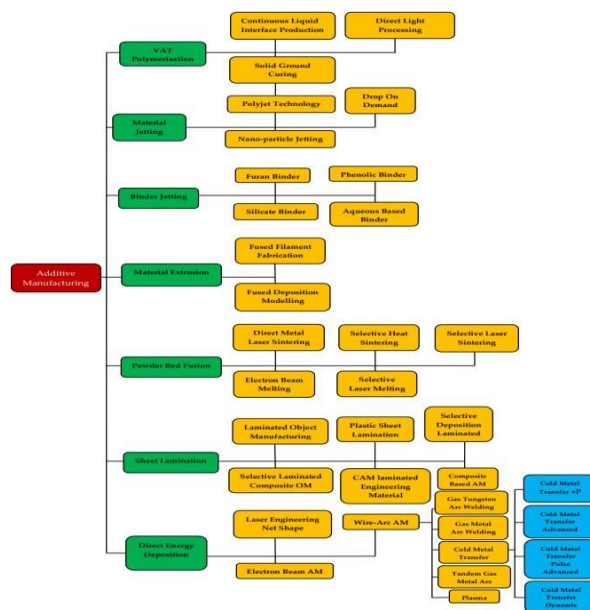 Continuous Liquid
Interface Production
Direct Light
Processing
VAT
Polymerization
Solid Ground
Curing
Polyjet Technology
Drop On
Demand
Material
Jetting
Nano-particle Jetting
Furan Binder
Phenolic Binder
Binder Jetting
Silicate Binder
Aqueous Based
Binder
Additive
Manufacturing
Fused Filament
Fabrication
Material Extrusion
Fused Deposition
Modelling
Direct Metal
Laser Sintering
Selective Heat
Sintering
Selective Laser
Sintering
Powder Bed Fusion
Electron Beam
Melting
Selective
Laser Melting
Laminated Object
Manufacturing
Plastic Sheet
Lamination
Selective
Deposition
Laminated
Sheet Lamination
Selective Laminated
Composite OM
CAM laminated
Engineering
Material
Composite
Based AM
Laser Engineering
Net Shape
Wire-Arc AM
Direct Energy
Deposition
Electron Beam AM
Gas Tungsten
Arc Welding
Gas Metal
Arc Welding
Cold Metal
Transfer
Tandem Gas
Metal Arc
Plasma
Cold Metal
Transfer +P
Cold Metal
Transfer
Advanced
Cold Metal
Transfer
Pulse
Advanced
Cold Metal
Transfer
Dynamic